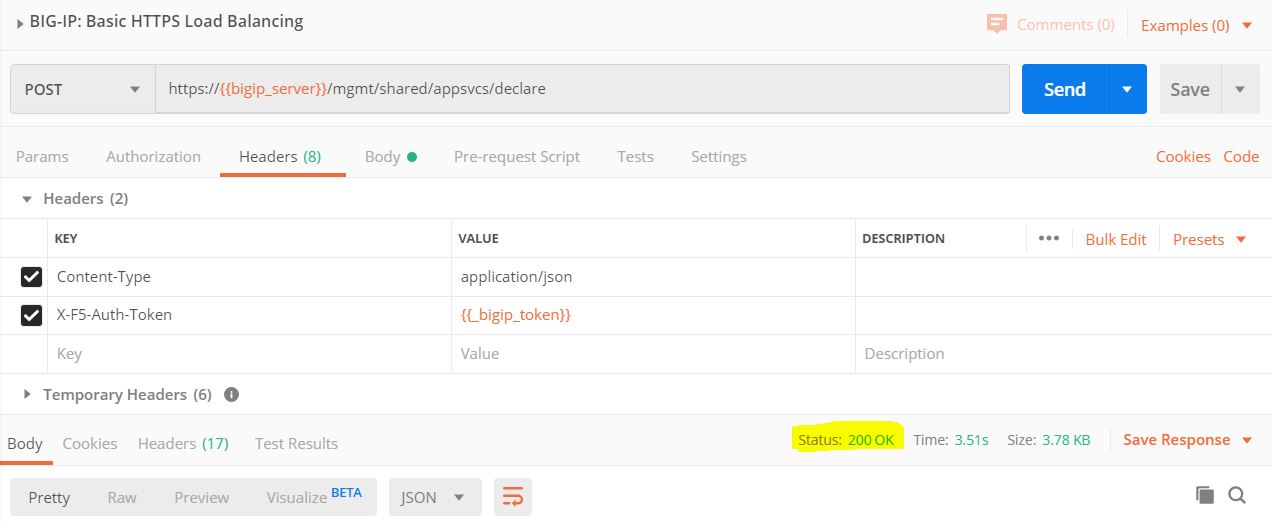 BIG-IP: Basic HTTPS Load Balancing Comments (0) Examples (0)
POST https://{{bigip_server}}/mgmt/shared/appsvcs/declare Send Save
Params Authorization Headers (8) Body Pre-request Script Tests Settings Cookies Code
Headers (2)
KEY VALUE DESCRIPTION ••• Bulk Edit Presets
Content-Type application/json
X-F5-Auth-Token {{_bigip_token}}
Key Value Description
Temporary Headers (6) i
Body Cookies Headers (17) Test Results Status: 200 OK Time: 3.51s Size: 3.78 KB Save Response
Pretty Raw Preview Visualize BETA JSON